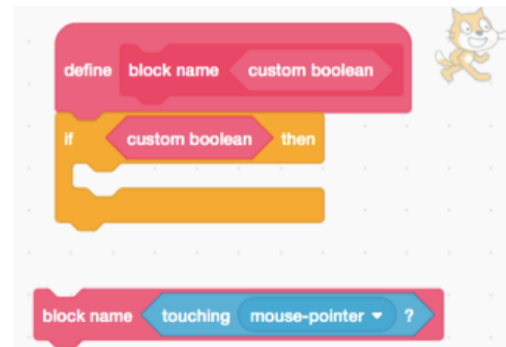 define block name custom boolean
if custom boolean then
block name touching mouse-pointer ?